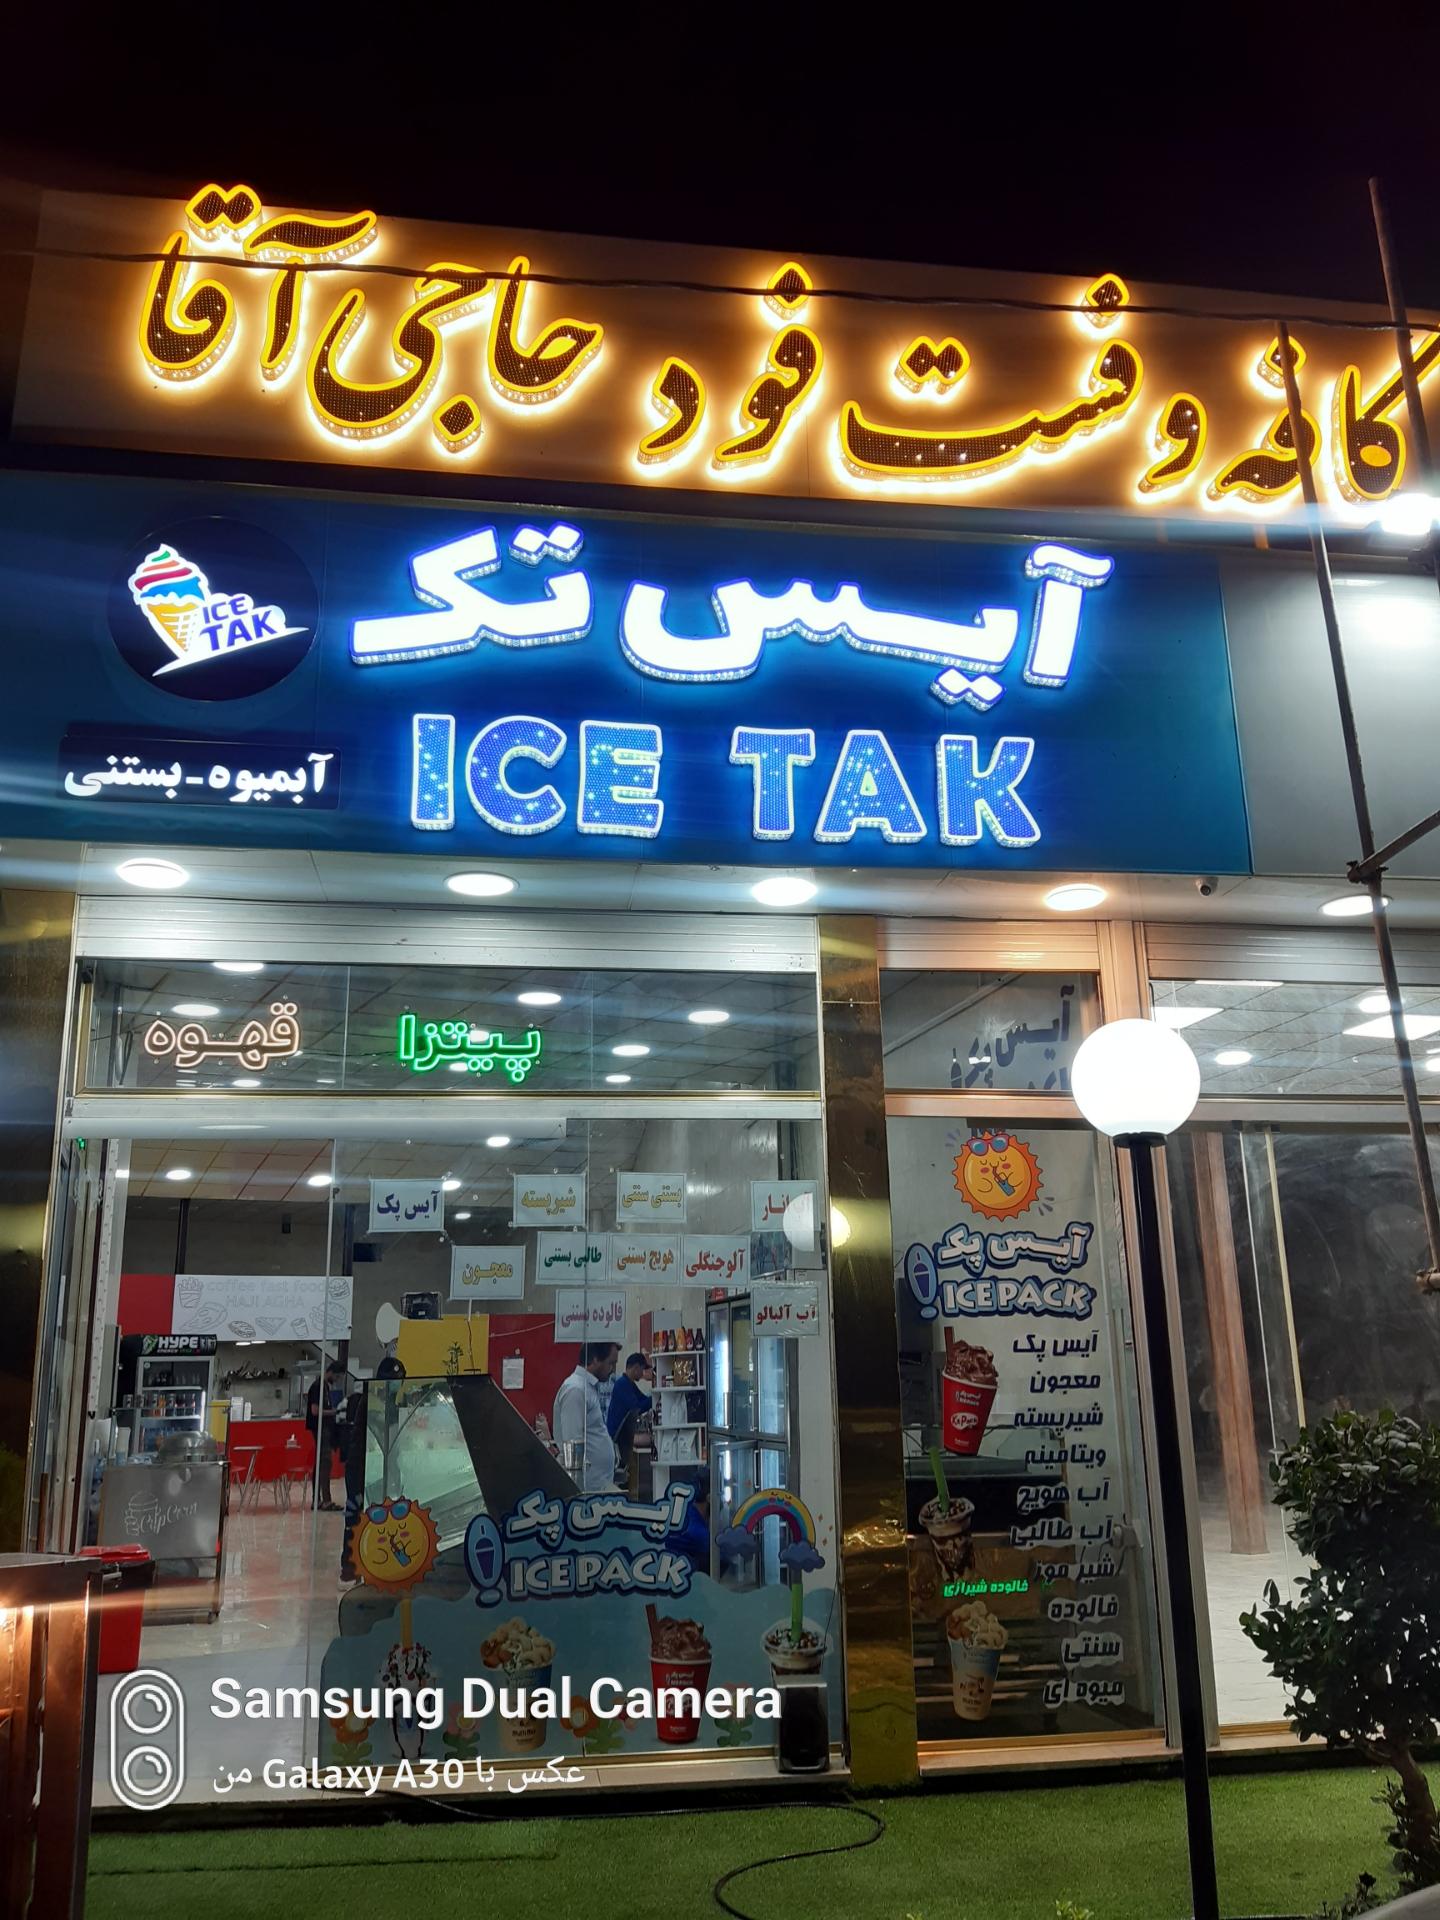 کافه و فست فود حاجی آقا
آیس تک
ICE TAK
ICE
TAK
آبمیوه - بستنی
قهوه
پیتزا
آیس پک
آیس پک
شیرپسته
بستنی سنتی
انار
معجون
طالبی بستنی
هویج بستنی
آلوجنگلی
فالوده بستنی
آب آلبالو
coffee fast food
HAJI AGHA
HYPE
ENERGY
آیس پک
ICEPACK
آیس پک
معجون
شیرپسته
ویتامینه
آب هویج
آب طالبی
شیر موز
فالوده
سنتی
میوه ای
فالوده شیرازی
آیس پک
ICEPACK
Samsung Dual Camera
عکس با Galaxy A30 من